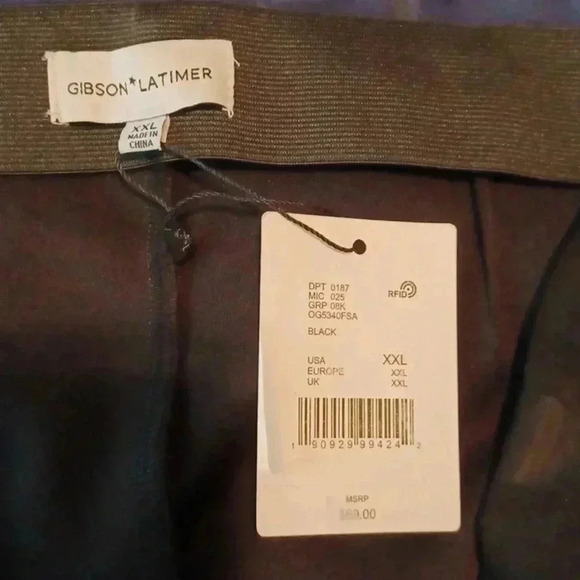 GIBSON*LATIMER
XXL
MADE IN
CHINA
DPT 0187
MIC 025
GRP 08K
OG5340FSA
RFID
BLACK
USA XXL
EUROPE XXL
UK XXL
1 90929 99424 2
MSRP